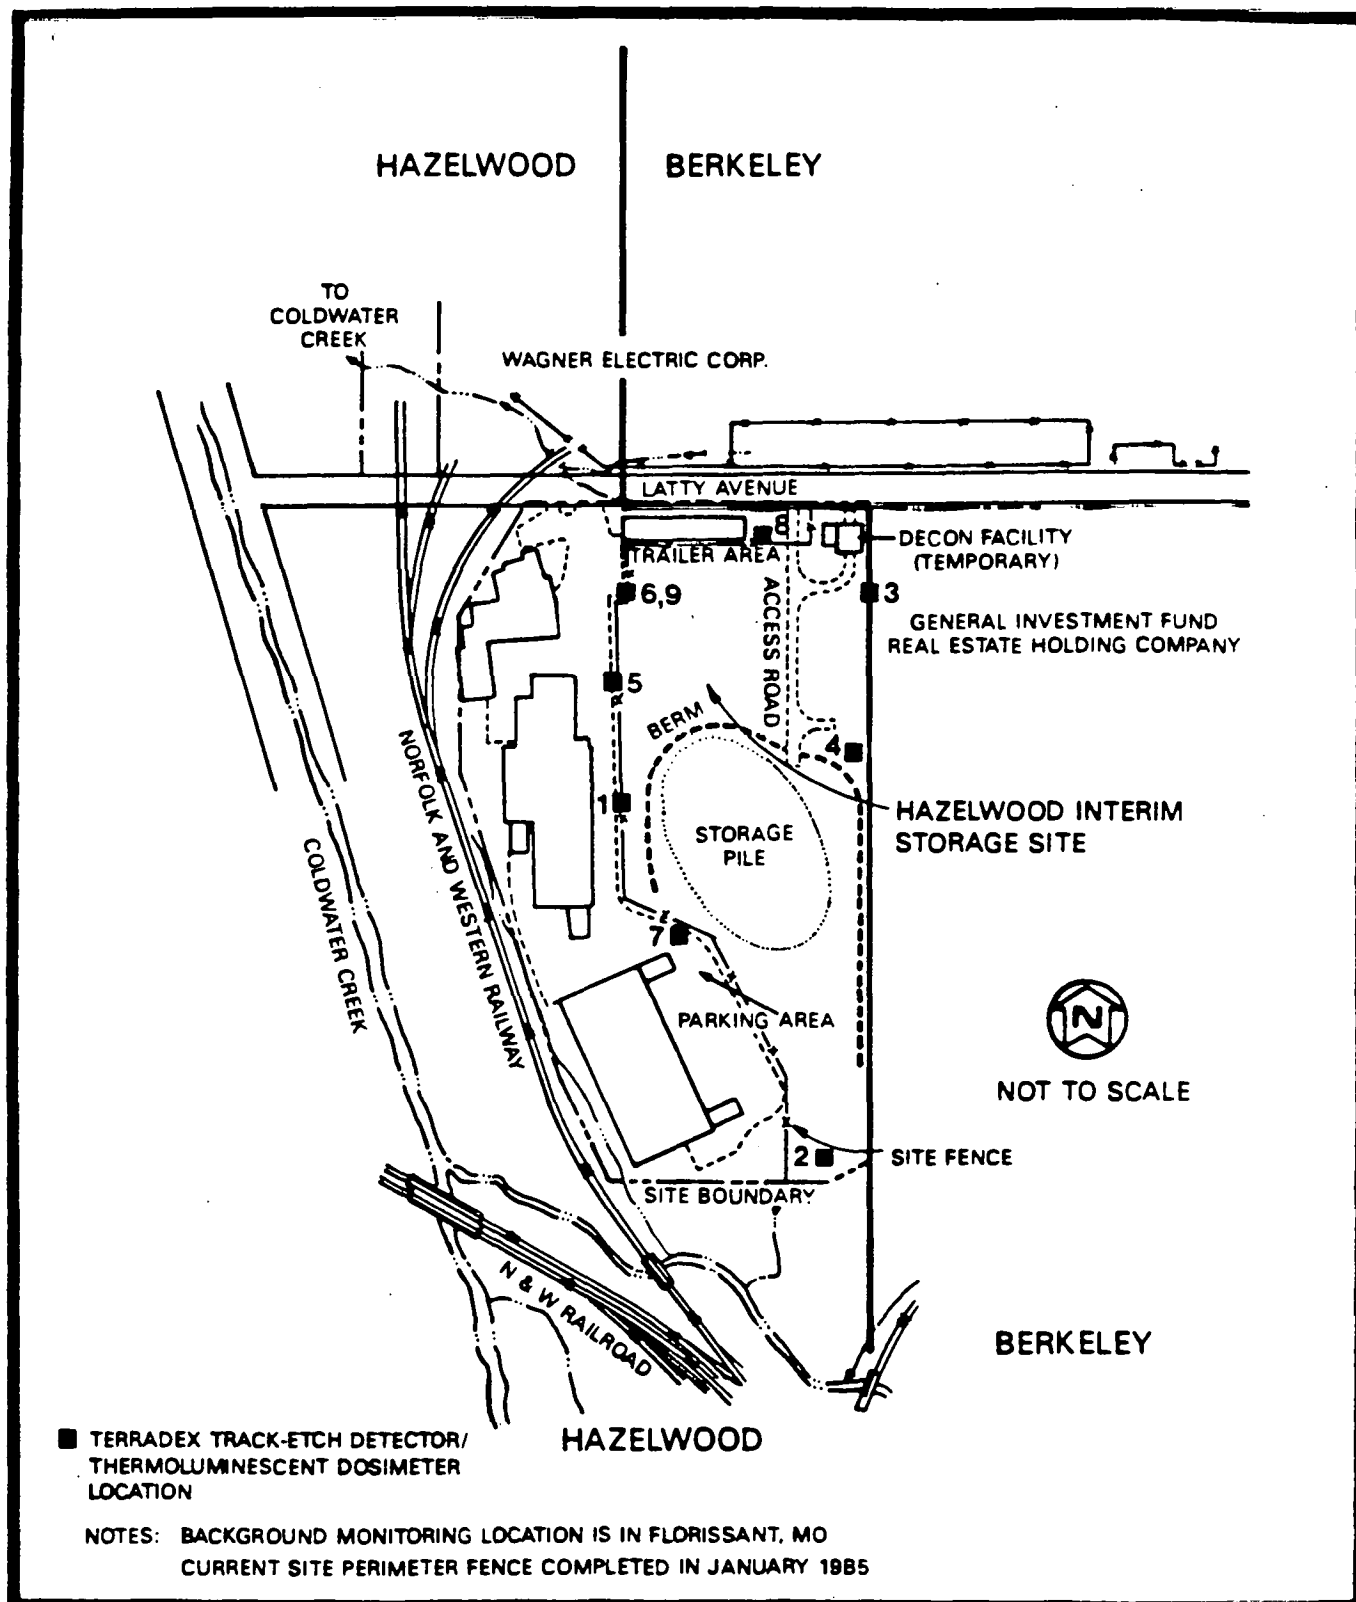 HAZELWOOD
BERKELEY
TO
COLDWATER
CREEK
WAGNER ELECTRIC CORP.
LATTY AVENUE
8
TRAILER AREA
DECON FACILITY
(TEMPORARY)
6,9
3
ACCESS ROAD
GENERAL INVESTMENT FUND
REAL ESTATE HOLDING COMPANY
5
BERM
4
NORFOLK AND WESTERN RAILWAY
1
HAZELWOOD INTERIM
STORAGE SITE
STORAGE
PILE
COLDWATER CREEK
7
PARKING AREA
N
NOT TO SCALE
2
SITE FENCE
SITE BOUNDARY
N & W RAILROAD
BERKELEY
HAZELWOOD
TERRADEX TRACK-ETCH DETECTOR/
THERMOLUMINESCENT DOSIMETER
LOCATION
NOTES: BACKGROUND MONITORING LOCATION IS IN FLORISSANT, MO
CURRENT SITE PERIMETER FENCE COMPLETED IN JANUARY 1985